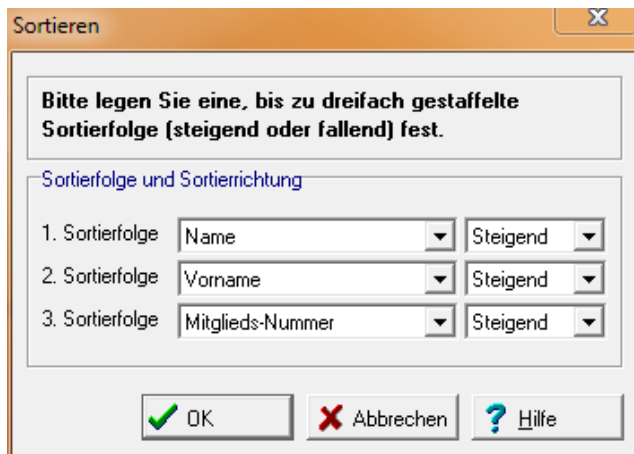 Sortieren
Bitte legen Sie eine, bis zu dreifach gestaffelte
Sortierfolge (steigend oder fallend) fest.
Sortierfolge und Sortierrichtung
1. Sortierfolge Name Steigend
2. Sortierfolge Vorname Steigend
3. Sortierfolge Mitglieds-Nummer Steigend
OK Abbrechen Hilfe